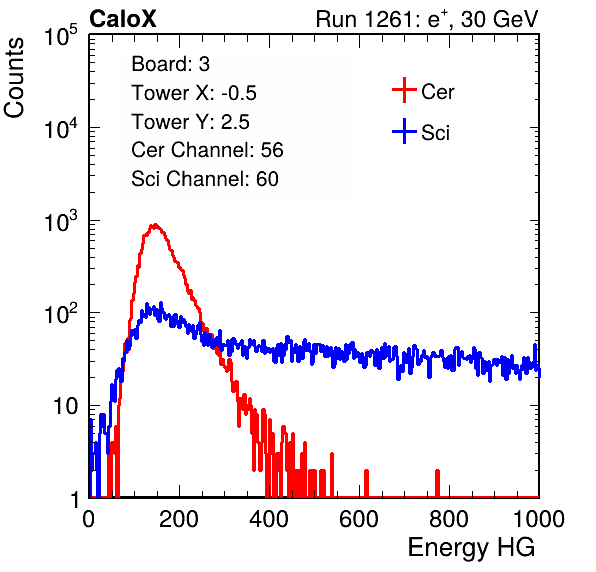 CaloX Run 1261: e⁺, 30 GeV
Counts
Board: 3
Tower X: -0.5
Tower Y: 2.5
Cer Channel: 56
Sci Channel: 60
Cer
Sci
10⁵
10⁴
10³
10²
10
1
0 200 400 600 800 1000
Energy HG